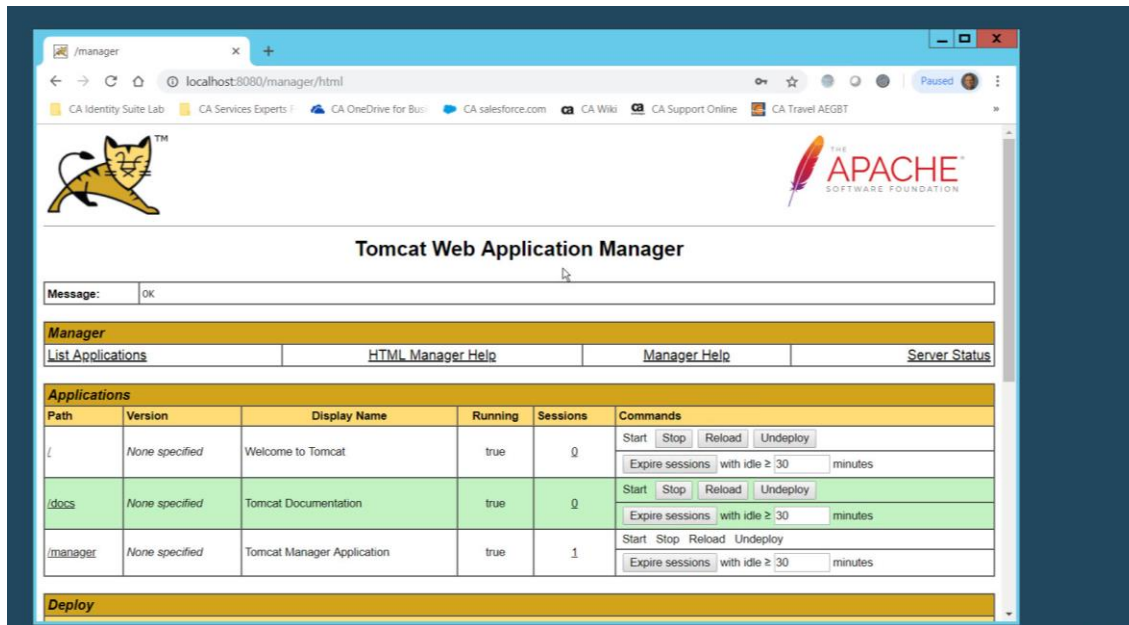 /manager
localhost:8080/manager/html
Paused
CA Identity Suite Lab
CA Services Experts
CA OneDrive for Busi
CA salesforce.com
ca CA Wiki
ca CA Support Online
CA Travel AEGBT
»
TM
THE
APACHE
SOFTWARE FOUNDATION
Tomcat Web Application Manager
Message: OK
Manager
List Applications HTML Manager Help Manager Help Server Status
Applications
Path Version Display Name Running Sessions Commands
/ None specified Welcome to Tomcat true 0 Start Stop Reload Undeploy
Expire sessions with idle ≥ 30 minutes
/docs None specified Tomcat Documentation true 0 Start Stop Reload Undeploy
Expire sessions with idle ≥ 30 minutes
/manager None specified Tomcat Manager Application true 1 Start Stop Reload Undeploy
Expire sessions with idle ≥ 30 minutes
Deploy